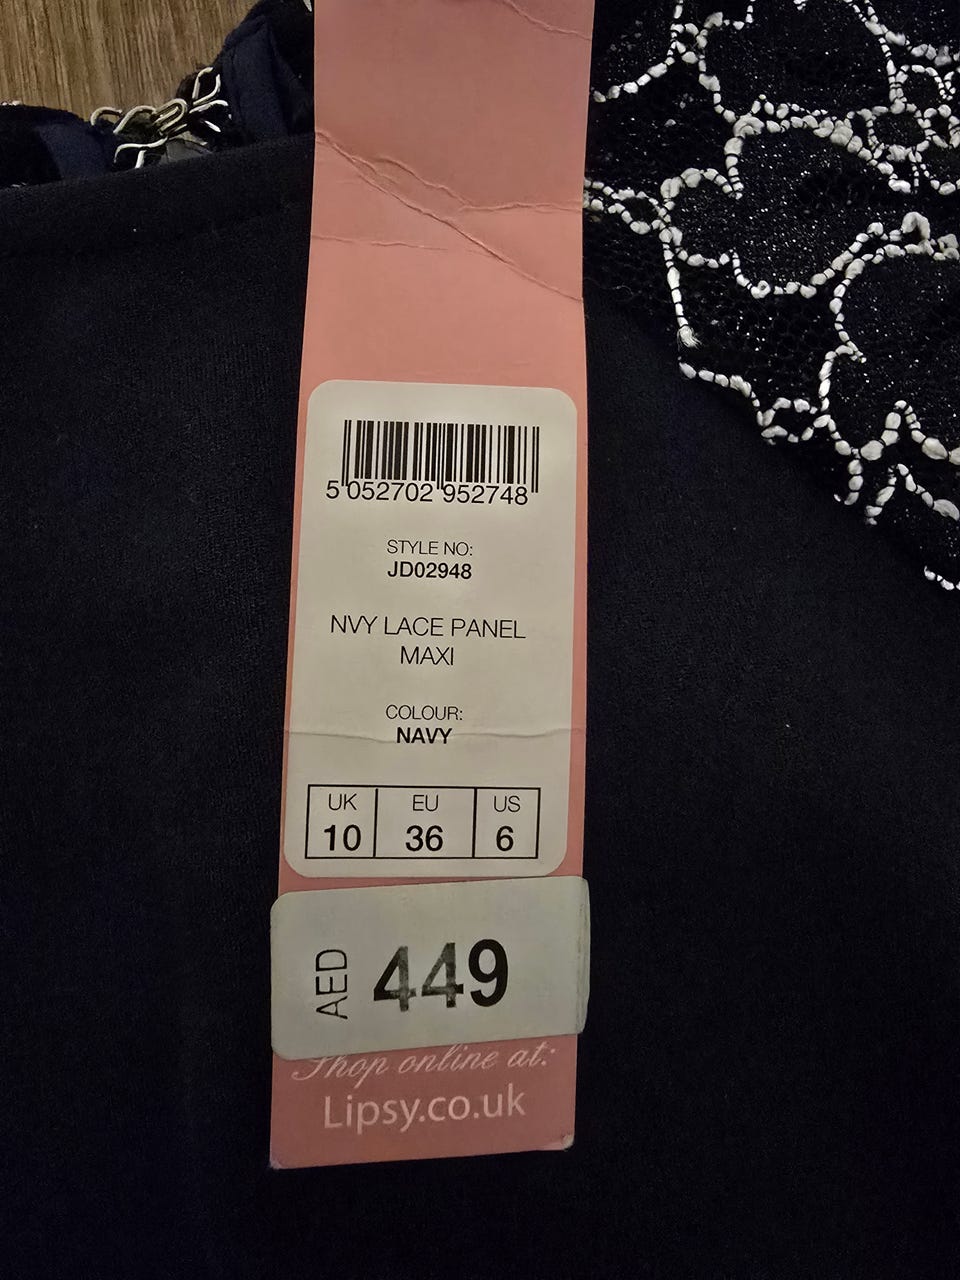 5 052702 952748
STYLE NO:
JD02948
NVY LACE PANEL
MAXI
COLOUR:
NAVY
UK EU US
10 36 6
AED 449
Shop online at:
Lipsy.co.uk